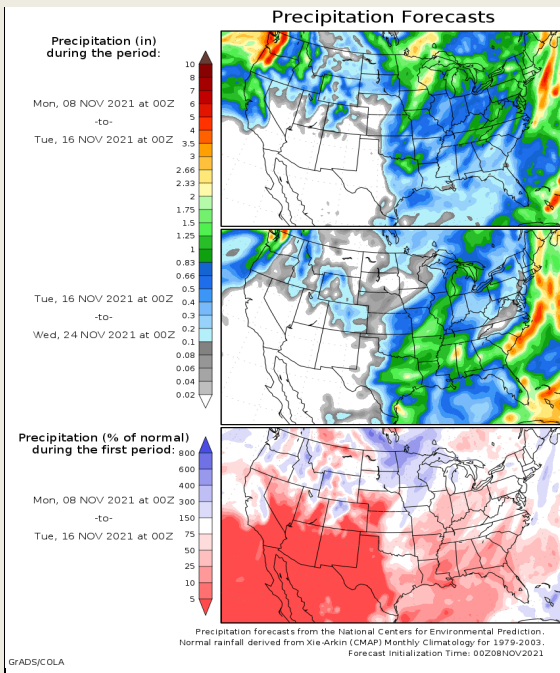 Precipitation Forecasts
Precipitation (in)
during the period:
Mon, 08 NOV 2021 at 00Z
-to-
Tue, 16 NOV 2021 at 00Z
10
8
7
6
5
4
3.5
3
2.66
2.33
2
1.75
1.5
1.25
1
0.83
0.66
0.5
0.4
0.3
0.2
0.1
0.08
0.06
0.04
0.02
Tue, 16 NOV 2021 at 00Z
-to-
Wed, 24 NOV 2021 at 00Z
Precipitation (% of normal)
during the first period:
Mon, 08 NOV 2021 at 00Z
-to-
Tue, 16 NOV 2021 at 00Z
800
600
400
300
150
75
50
25
10
5
Precipitation forecasts from the National Centers for Environmental Prediction.
Normal rainfall derived from Xie-Arkin (CMAP) Monthly Climatology for 1979-2003.
Forecast Initialization Time: 00Z08NOV2021
GrADS/COLA